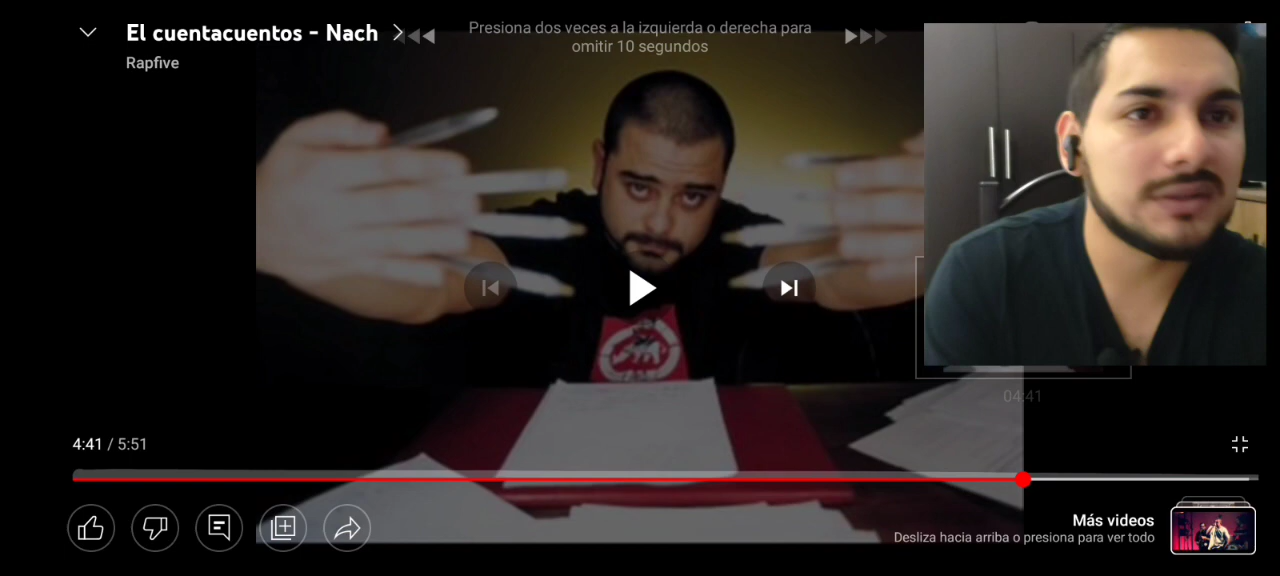 El cuentacuentos - Nach
Rapfive
Presiona dos veces a la izquierda o derecha para
omitir 10 segundos
04:41
4:41 / 5:51
Más videos
Desliza hacia arriba o presiona para ver todo